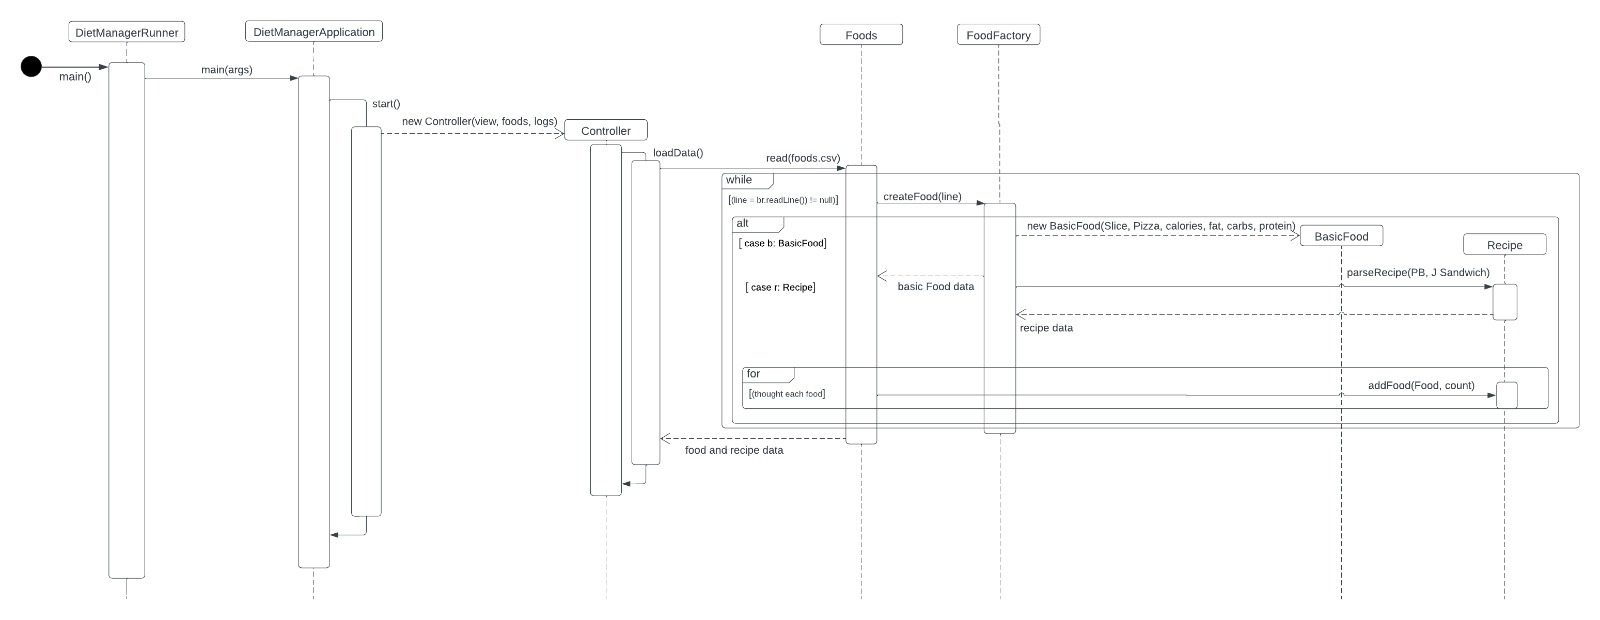 DietManagerRunner
DietManagerApplication
Foods
FoodFactory
main()
main(args)
start()
new Controller(view, foods, logs)
Controller
loadData()
read(foods.csv)
while
[(line = br.readLine()) != null)]
createFood(line)
alt
[ case b: BasicFood]
new BasicFood(Slice, Pizza, calories, fat, carbs, protein)
BasicFood
Recipe
parseRecipe(PB, J Sandwich)
basic Food data
[ case r: Recipe]
recipe data
for
[(thought each food]
addFood(Food, count)
food and recipe data